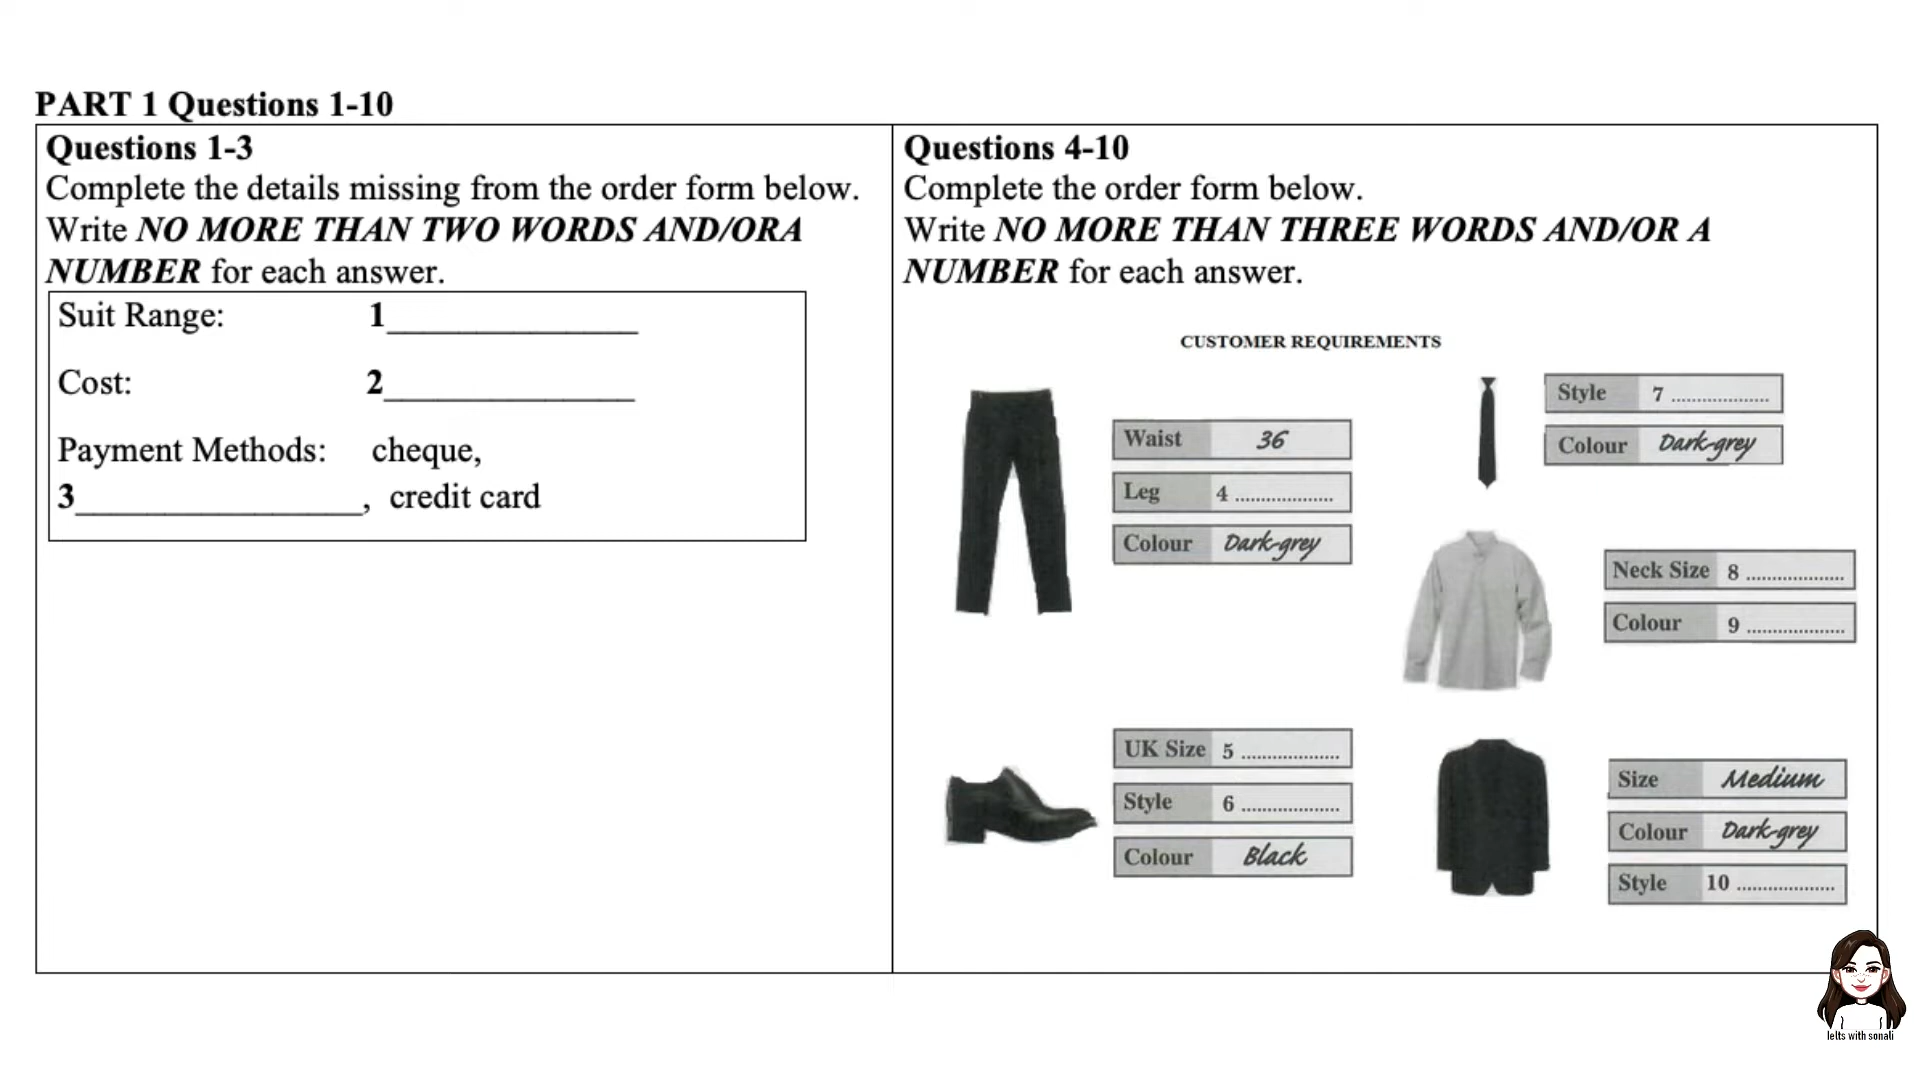 PART 1 Questions 1-10
Questions 1-3
Complete the details missing from the order form below.
Write NO MORE THAN TWO WORDS AND/ORA
NUMBER for each answer.
Suit Range: 1______________
Cost: 2______________
Payment Methods: cheque,
3________________, credit card
Questions 4-10
Complete the order form below.
Write NO MORE THAN THREE WORDS AND/OR A
NUMBER for each answer.
CUSTOMER REQUIREMENTS
Waist 36
Leg 4 ...................
Colour Dark-grey
Style 7 ...................
Colour Dark-grey
Neck Size 8 ...................
Colour 9 ...................
UK Size 5 ...................
Style 6 ...................
Colour Black
Size Medium
Colour Dark-grey
Style 10 ...................
Ielts with sonali